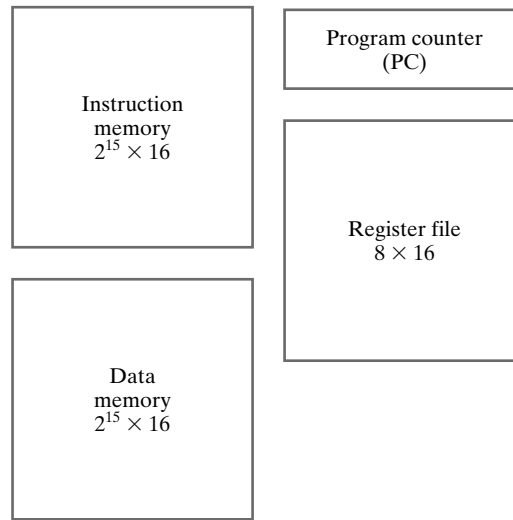 Instruction
memory
2¹⁵ × 16
Program counter
(PC)
Register file
8 × 16
Data
memory
2¹⁵ × 16